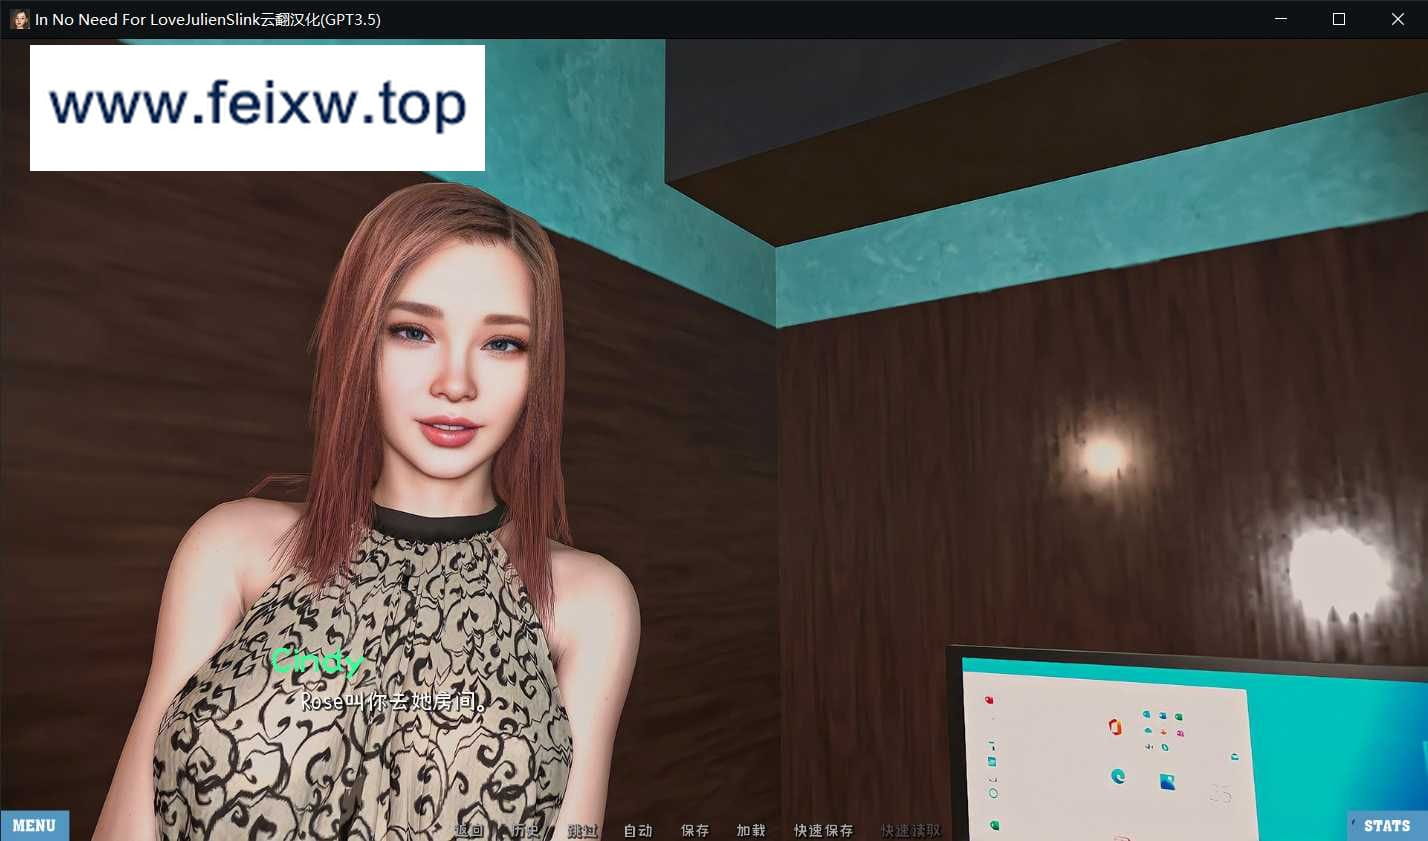 In No Need For LoveJulienSlink云翻汉化(GPT3.5)
www.feixw.top
Cindy
Rose叫你去她房间。
MENU
返回 历史 跳过 自动 保存 加载 快速保存 快速读取
STATS